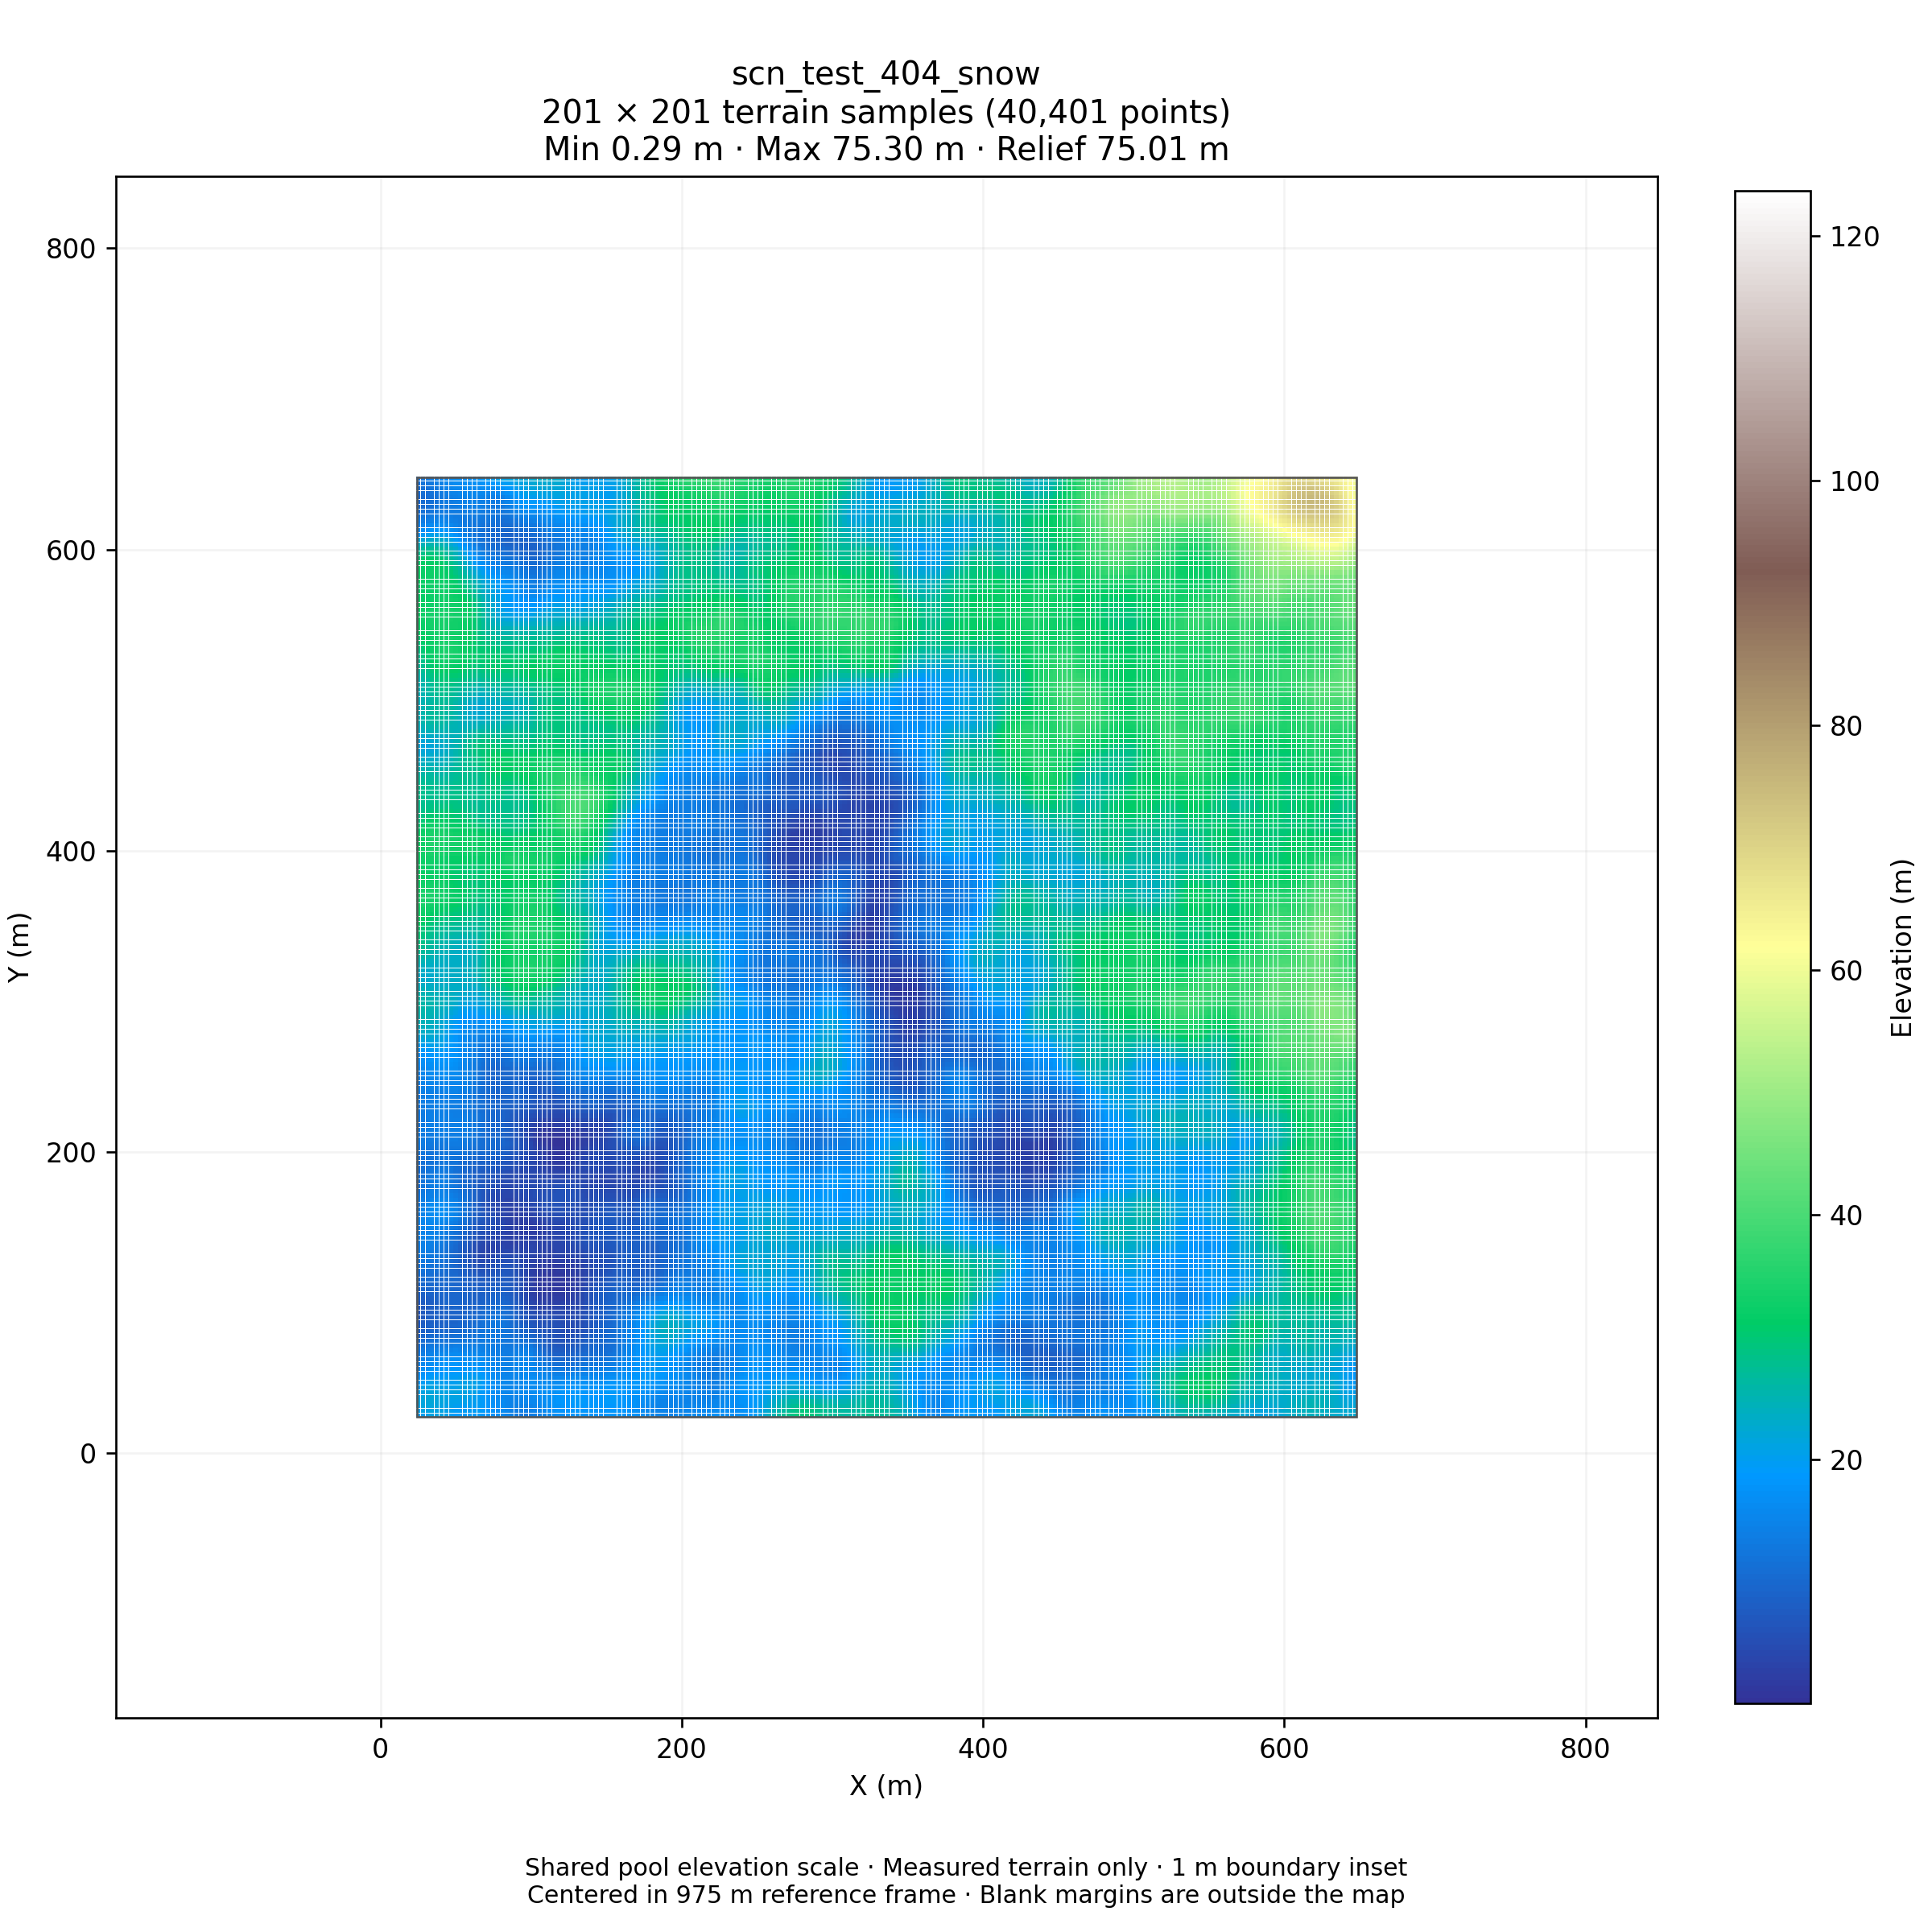 scn_test_404_snow
201 × 201 terrain samples (40,401 points)
Min 0.29 m · Max 75.30 m · Relief 75.01 m
800
600
400
200
0
Y (m)
0
200
400
600
800
X (m)
120
100
80
60
40
20
Elevation (m)
Shared pool elevation scale · Measured terrain only · 1 m boundary inset
Centered in 975 m reference frame · Blank margins are outside the map